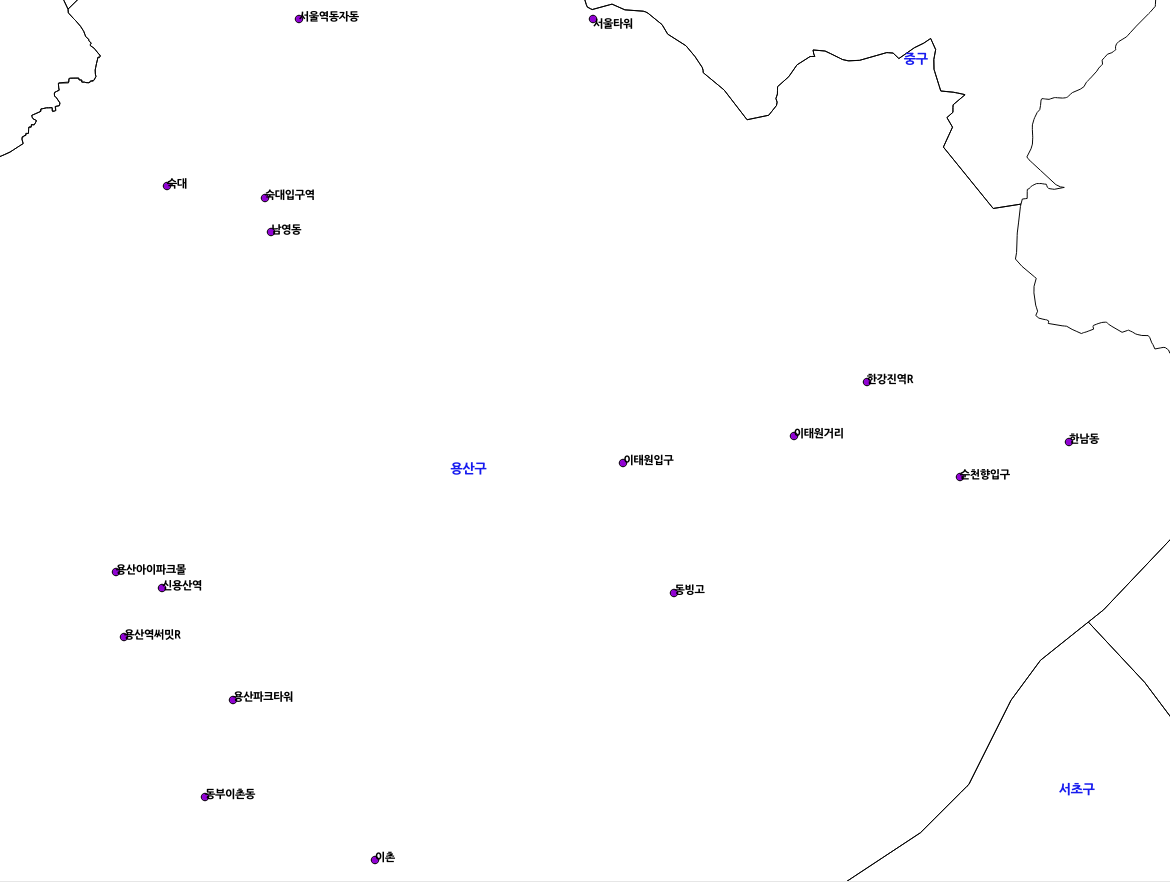 서울역동자동
서울타워
중구
숙대
숙대입구역
남영동
한강진역R
이태원거리
한남동
이태원입구
용산구
순천향입구
용산아이파크몰
신용산역
동빙고
용산역써밋R
용산파크타워
서초구
동부이촌동
이촌